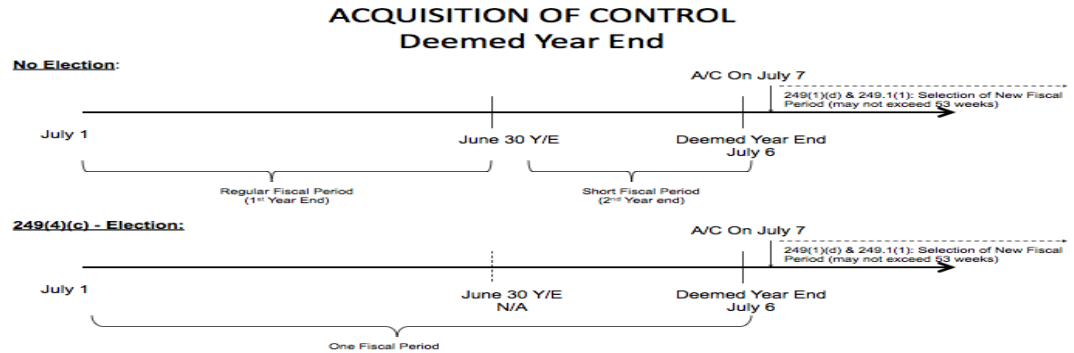 ACQUISITION OF CONTROL
Deemed Year End
No Election:
A/C On July 7
249(1)(d) & 249.1(1): Selection of New Fiscal
Period (may not exceed 53 weeks)
July 1
June 30 Y/E
Deemed Year End
July 6
Regular Fiscal Period
(1st Year End)
Short Fiscal Period
(2nd Year end)
249(4)(c) - Election:
A/C On July 7
249(1)(d) & 249.1(1): Selection of New Fiscal
Period (may not exceed 53 weeks)
July 1
June 30 Y/E
N/A
Deemed Year End
July 6
One Fiscal Period